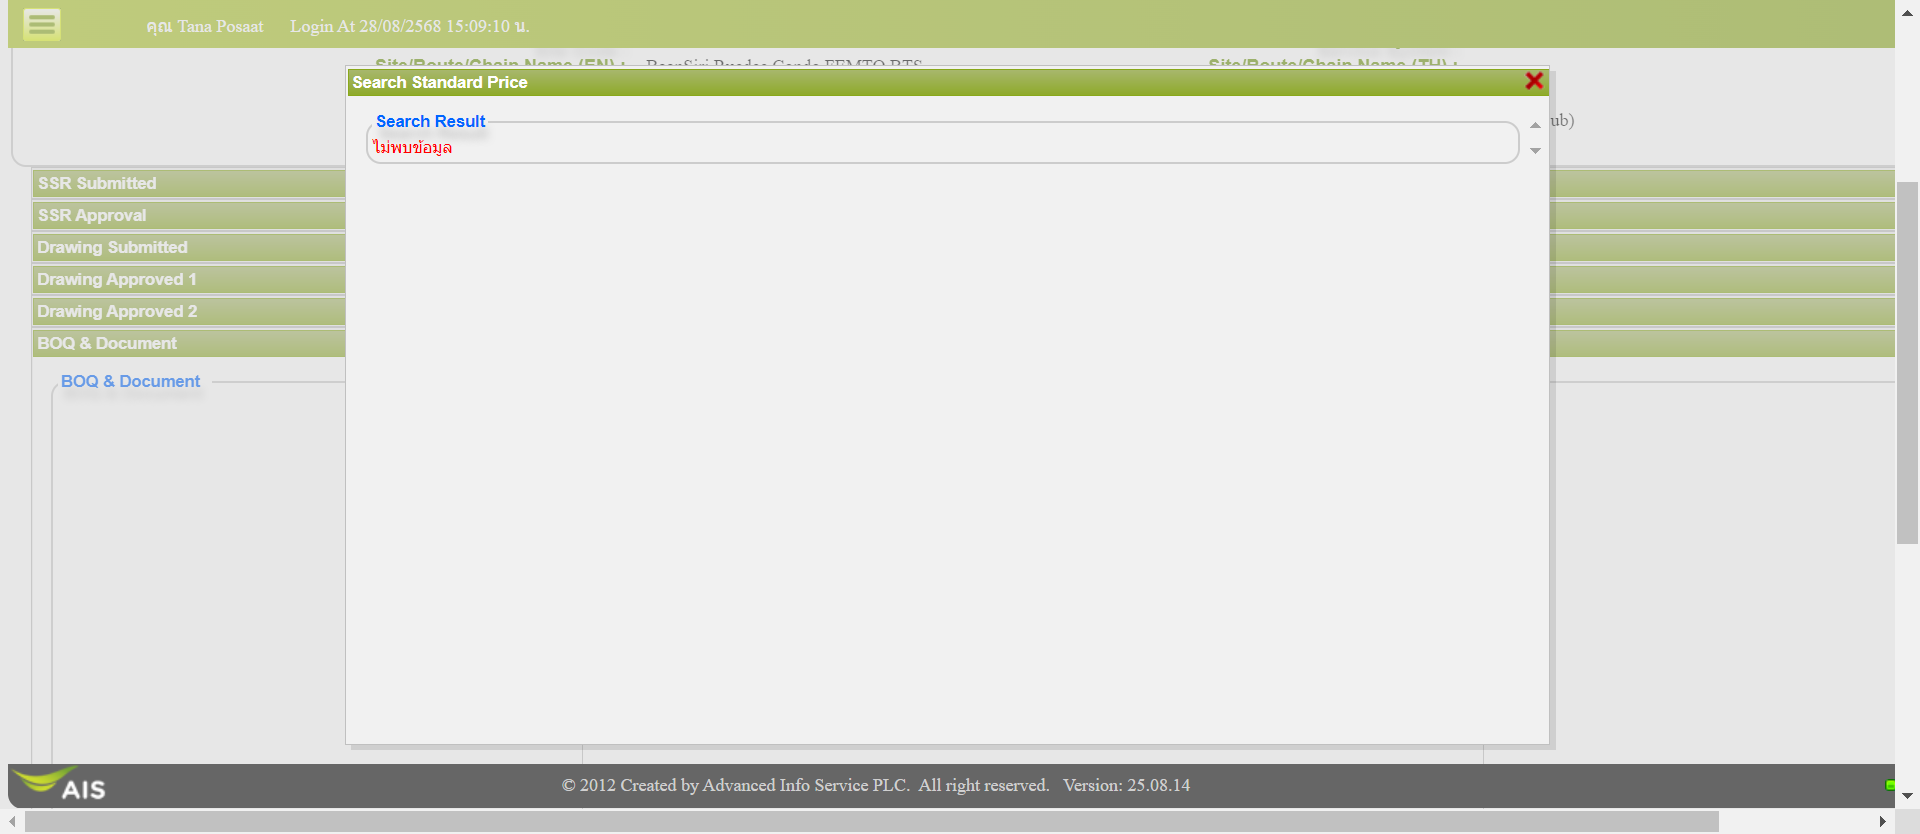 คุณ Tana Posaat Login At 28/08/2568 15:09:10 น.
Site/Route/Chain Name (EN) : BaanSiri Ruedee Condo FEMTO BTS Site/Route/Chain Name (TH) :
Search Standard Price
Search Result
ub)
ไม่พบข้อมูล
SSR Submitted
SSR Approval
Drawing Submitted
Drawing Approved 1
Drawing Approved 2
BOQ & Document
BOQ & Document
AIS
© 2012 Created by Advanced Info Service PLC. All right reserved. Version: 25.08.14